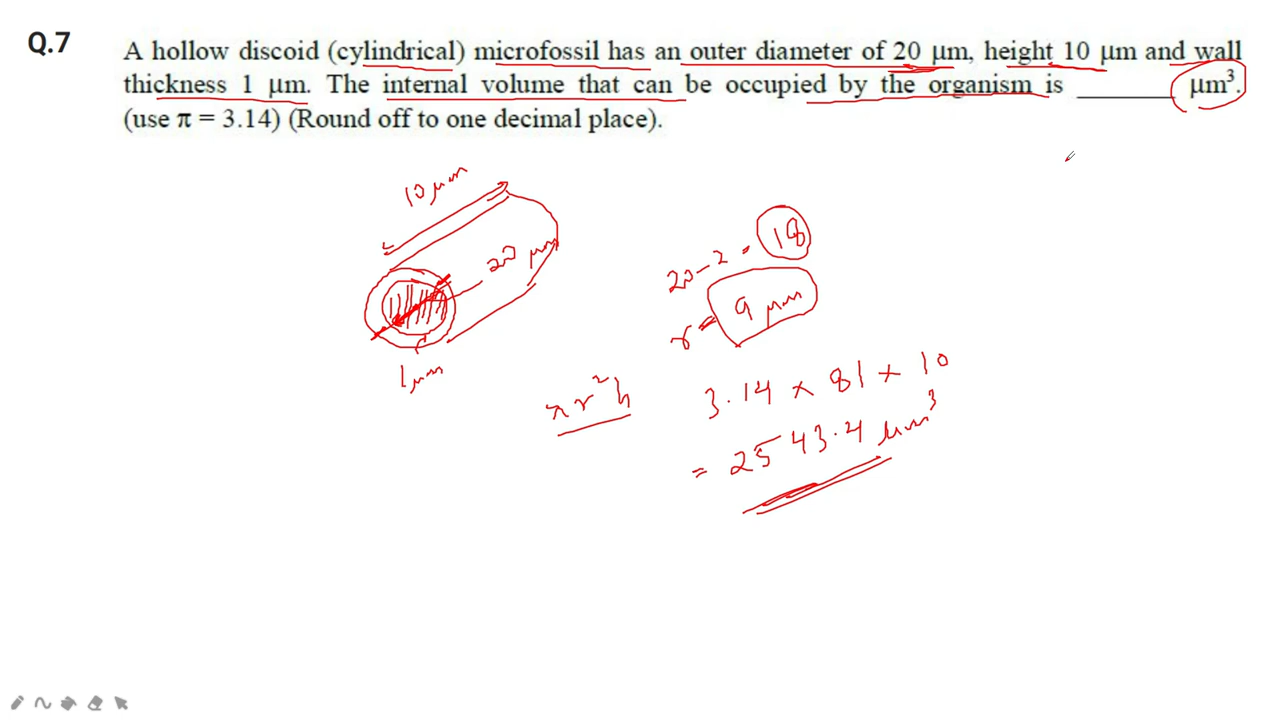 Q.7
A hollow discoid (cylindrical) microfossil has an outer diameter of 20 μm, height 10 μm and wall
thickness 1 μm. The internal volume that can be occupied by the organism is ________ μm³.
(use π = 3.14) (Round off to one decimal place).
10 μm
20 μm
1 μm
20-2 = 18
r = 9 μm
πr²h
3.14 × 81 × 10
= 2543.4 μm³